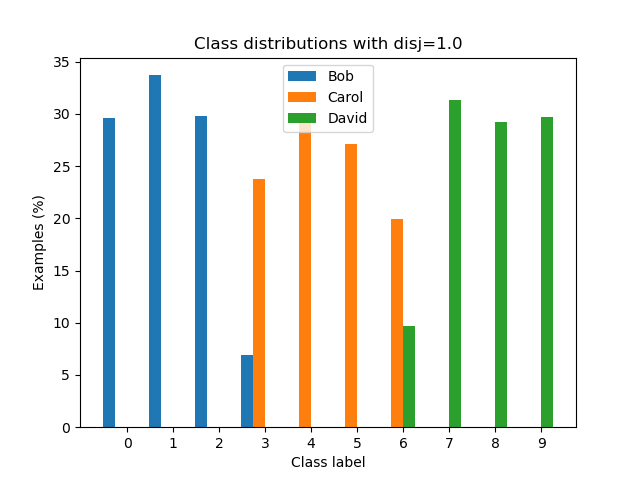 Class distributions with disj=1.0
Examples (%)
35
30
25
20
15
10
5
0
Bob
Carol
David
0 1 2 3 4 5 6 7 8 9
Class label